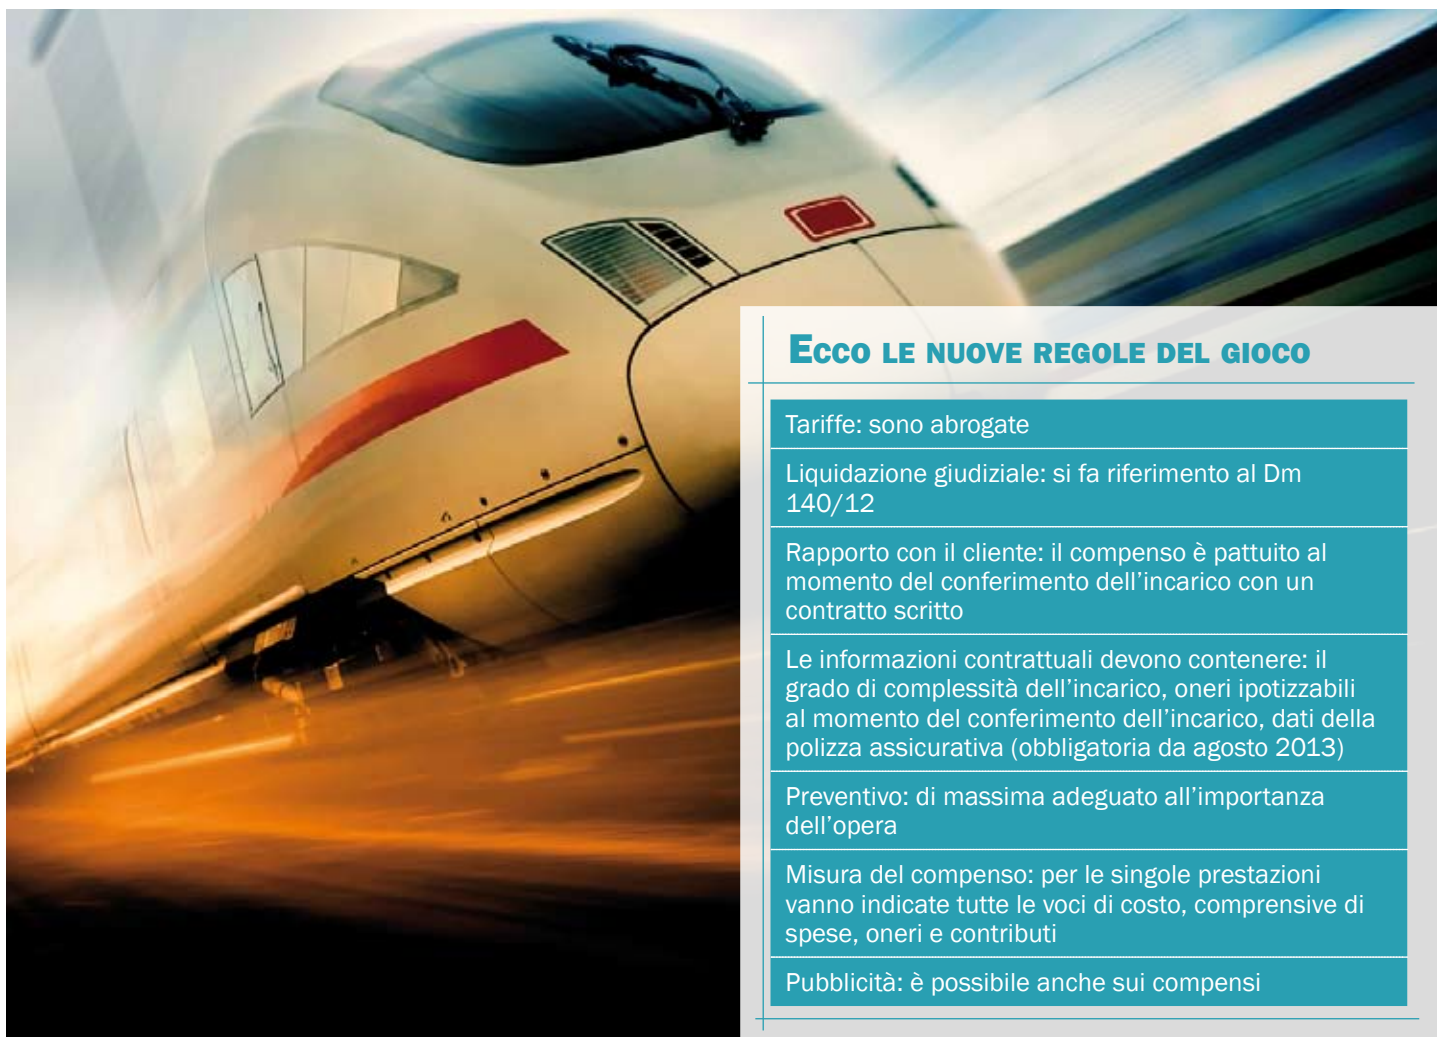 Ecco le nuove regole del gioco
Tariffe: sono abrogate
Liquidazione giudiziale: si fa riferimento al Dm
140/12
Rapporto con il cliente: il compenso è pattuito al
momento del conferimento dell’incarico con un
contratto scritto
Le informazioni contrattuali devono contenere: il
grado di complessità dell’incarico, oneri ipotizzabili
al momento del conferimento dell’incarico, dati della
polizza assicurativa (obbligatoria da agosto 2013)
Preventivo: di massima adeguato all’importanza
dell’opera
Misura del compenso: per le singole prestazioni
vanno indicate tutte le voci di costo, comprensive di
spese, oneri e contributi
Pubblicità: è possibile anche sui compensi